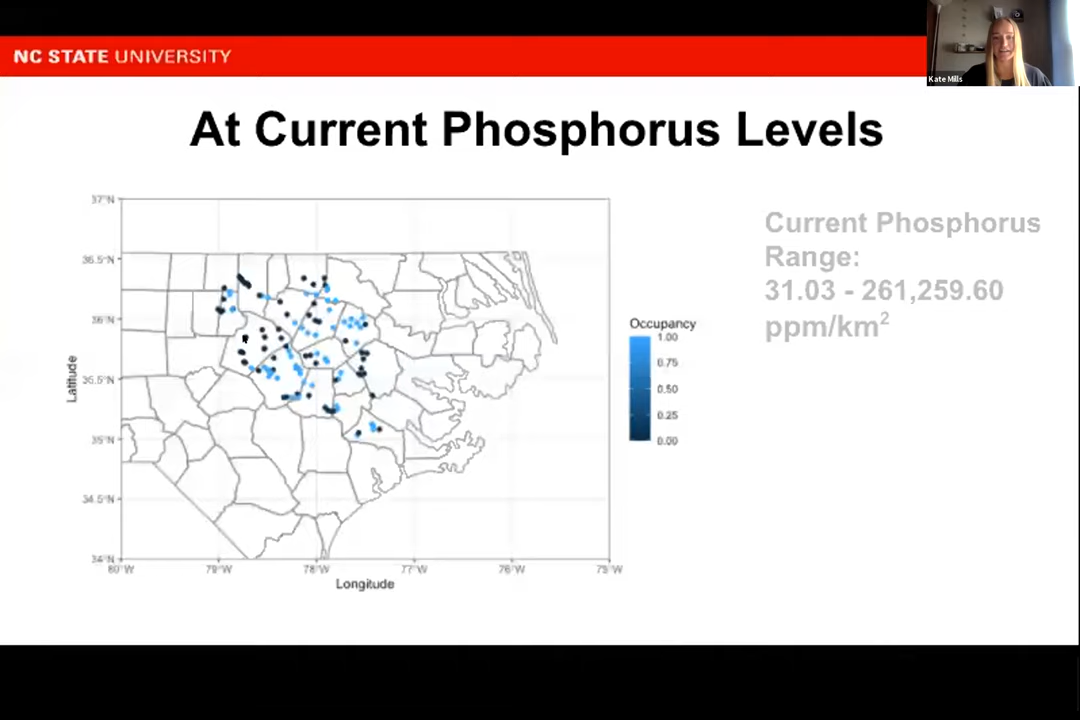 NC STATE UNIVERSITY
Kate Mills
At Current Phosphorus Levels
Current Phosphorus
Range:
31.03 - 261,259.60
ppm/km²
37°N
36.5°N
36°N
35.5°N
35°N
34.5°N
34°N
Latitude
80°W
79°W
78°W
77°W
76°W
75°W
Longitude
Occupancy
1.00
0.75
0.50
0.25
0.00